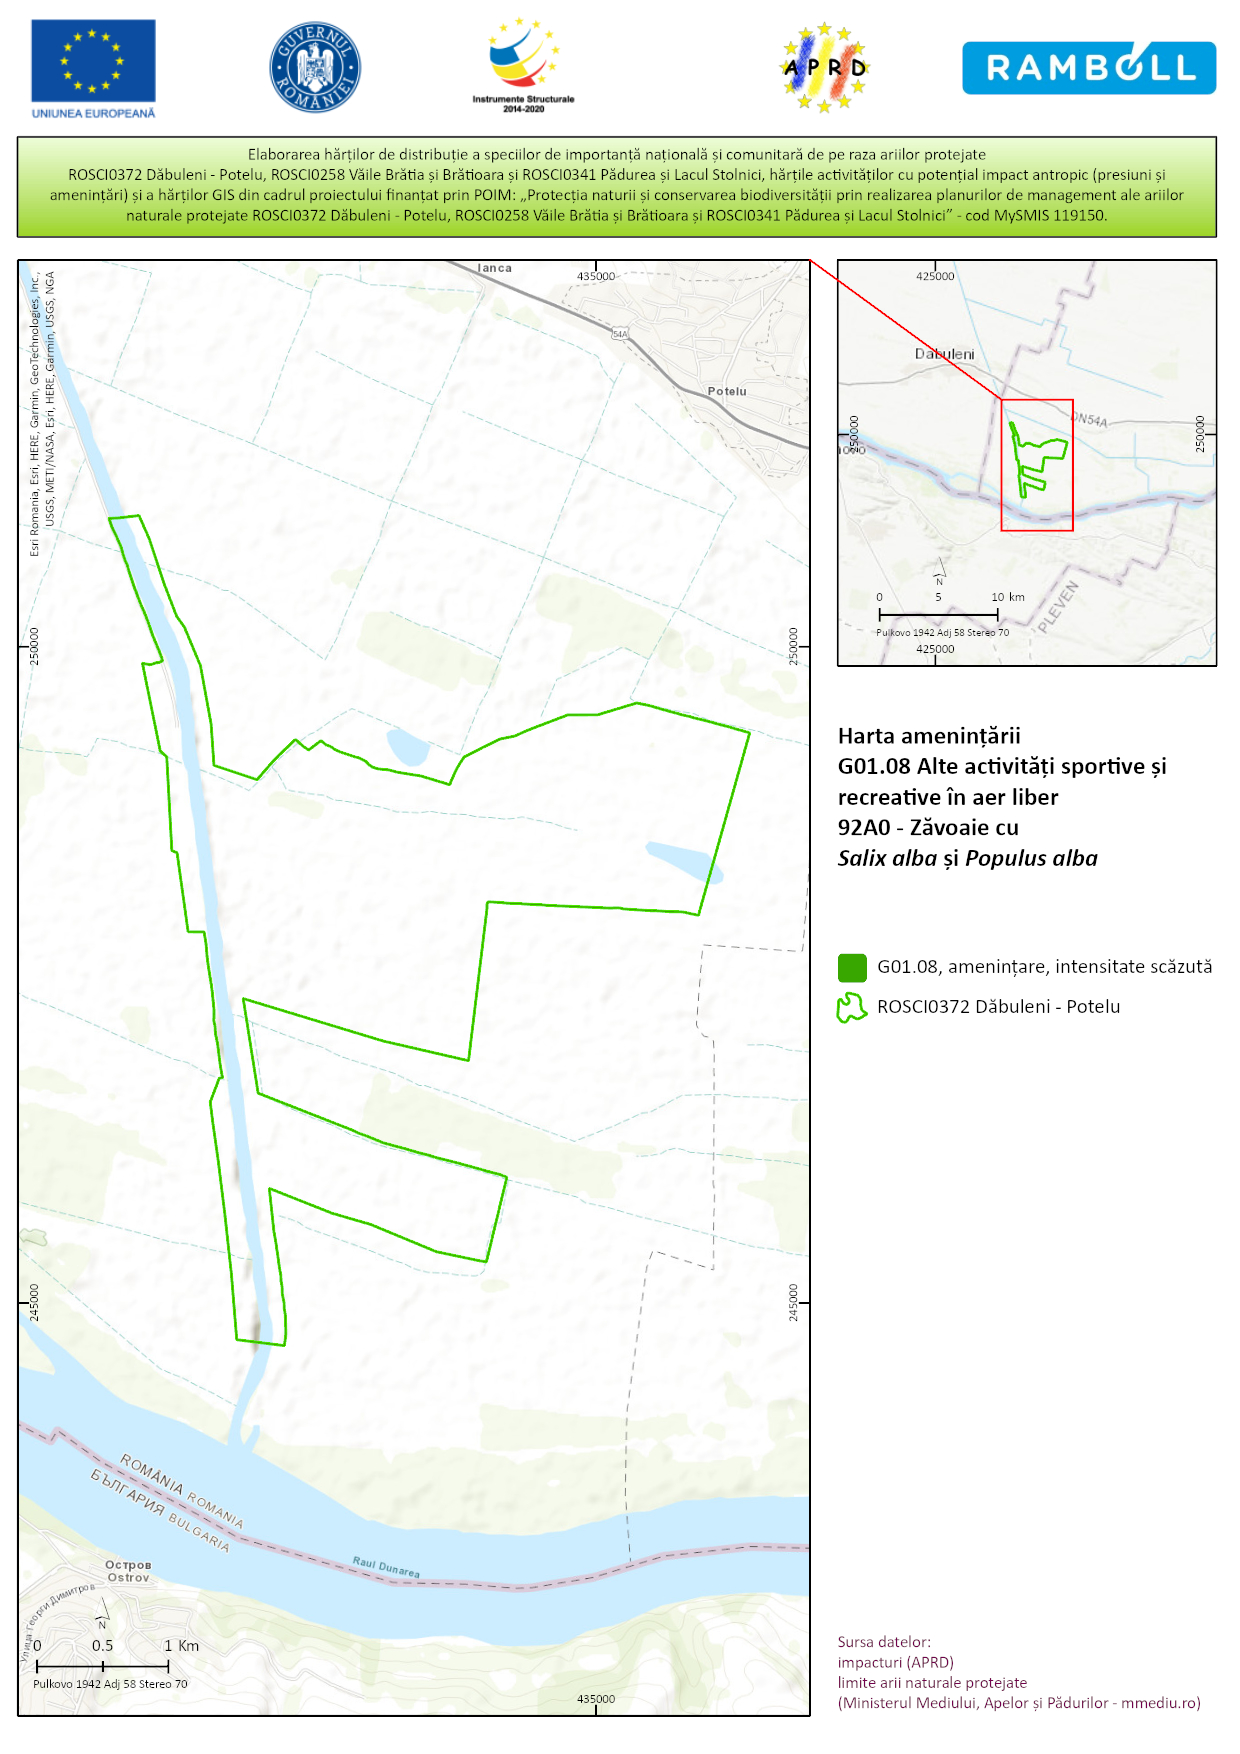 UNIUNEA EUROPEANĂ
GUVERNUL ROMÂNIEI
Instrumente Structurale
2014-2020
APRD
RAMBOLL
Elaborarea hărților de distribuție a speciilor de importanță națională și comunitară de pe raza ariilor protejate
ROSCI0372 Dăbuleni - Potelu, ROSCI0258 Văile Brătia și Brătioara și ROSCI0341 Pădurea și Lacul Stolnici, hărțile activităților cu potențial impact antropic (presiuni și
amenințări) și a hărților GIS din cadrul proiectului finanțat prin POIM: „Protecția naturii si conservarea biodiversității prin realizarea planurilor de management ale ariilor
naturale protejate ROSCI0372 Dăbuleni - Potelu, ROSCI0258 Văile Brătia și Brătioara și ROSCI0341 Pădurea și Lacul Stolnici” - cod MySMIS 119150.
Esri Romania, Esri, HERE, Garmin, GeoTechnologies, Inc.,
USGS, METI/NASA, Esri, HERE, Garmin, USGS, NGA
Ianca
435000
54A
Potelu
250000
250000
245000
245000
ROMÂNIA ROMANIA
БЪЛГАРИЯ BULGARIA
Raul Dunarea
Остров
Ostrov
Улица Георги Димитров
N
0 0.5 1 Km
Pulkovo 1942 Adj 58 Stereo 70
435000
425000
Dabuleni
DN54A
250000
250000
PLEVEN
N
0 5 10 km
Pulkovo 1942 Adj 58 Stereo 70
425000
Harta amenințării
G01.08 Alte activități sportive și
recreative în aer liber
92A0 - Zăvoaie cu
Salix alba și Populus alba
G01.08, amenințare, intensitate scăzută
ROSCI0372 Dăbuleni - Potelu
Sursa datelor:
impacturi (APRD)
limite arii naturale protejate
(Ministerul Mediului, Apelor și Pădurilor - mmediu.ro)